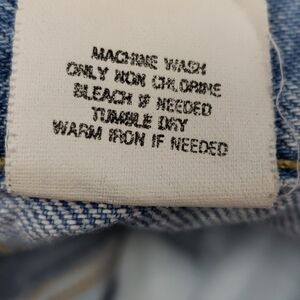 MACHINE WASH
ONLY NON CHLORINE
BLEACH IF NEEDED
TUMBLE DRY
WARM IRON IF NEEDED